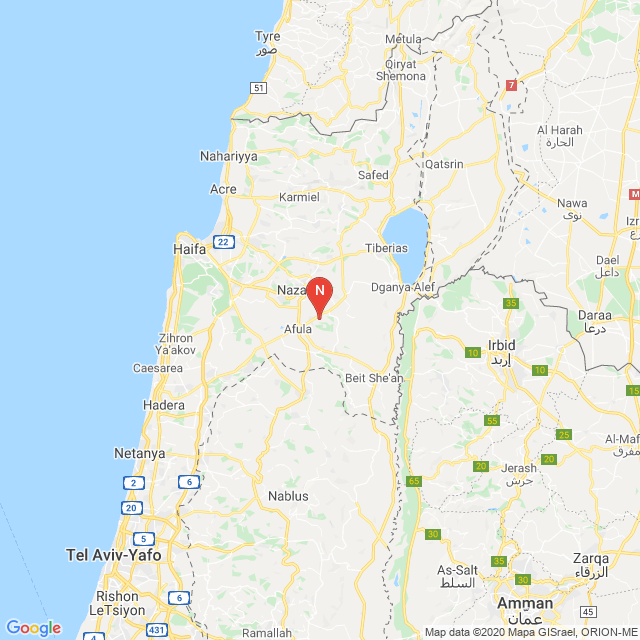 Tyre
صور
Metula
Qiryat
Shemona
51
7
Al Harah
الحارة
Nahariyya
Qatsrin
Safed
Acre
Karmiel
Nawa
نوى
M
Izr
22
Haifa
Tiberias
Dael
داعل
Naza
N
Dganya Alef
35
Daraa
درعا
Afula
Zihron
Ya'akov
Irbid
إربد
10
Caesarea
10
Beit She'an
15
Hadera
55
25
Al-Maf
المفرق
Netanya
20
20
Jerash
جرش
2
6
65
Nablus
20
30
5
Tel Aviv-Yafo
35
Zarqa
الزرقاء
As-Salt
السلط
30
Rishon
LeTsiyon
6
Amman
عمان
45
4
431
Ramallah
Google
Map data ©2020 Mapa GISrael, ORION-ME